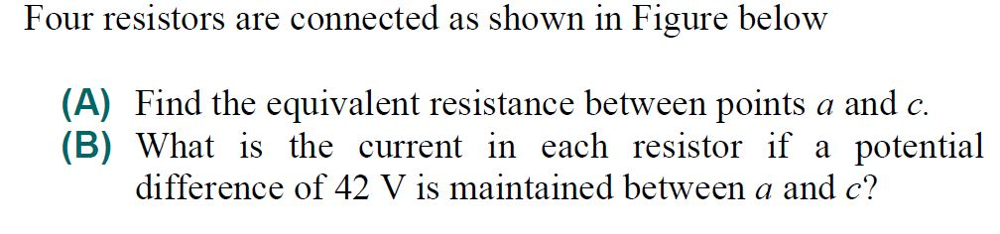 Four resistors are connected as shown in Figure below
(A) Find the equivalent resistance between points a and c.
(B) What is the current in each resistor if a potential
difference of 42 V is maintained between a and c?